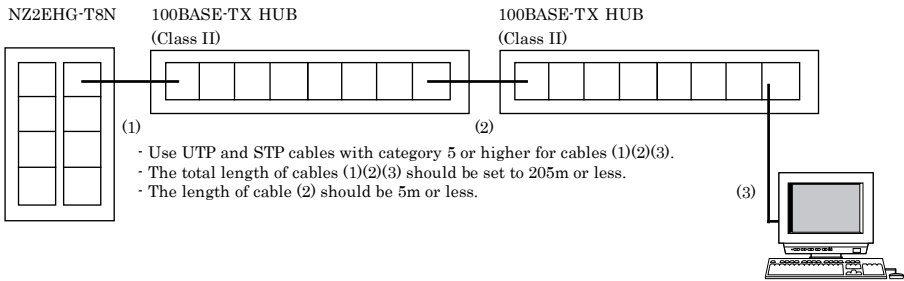 NZ2EHG-T8N
100BASE-TX HUB
(Class II)
100BASE-TX HUB
(Class II)
(1)
(2)
- Use UTP and STP cables with category 5 or higher for cables (1)(2)(3).
- The total length of cables (1)(2)(3) should be set to 205m or less.
- The length of cable (2) should be 5m or less.
(3)